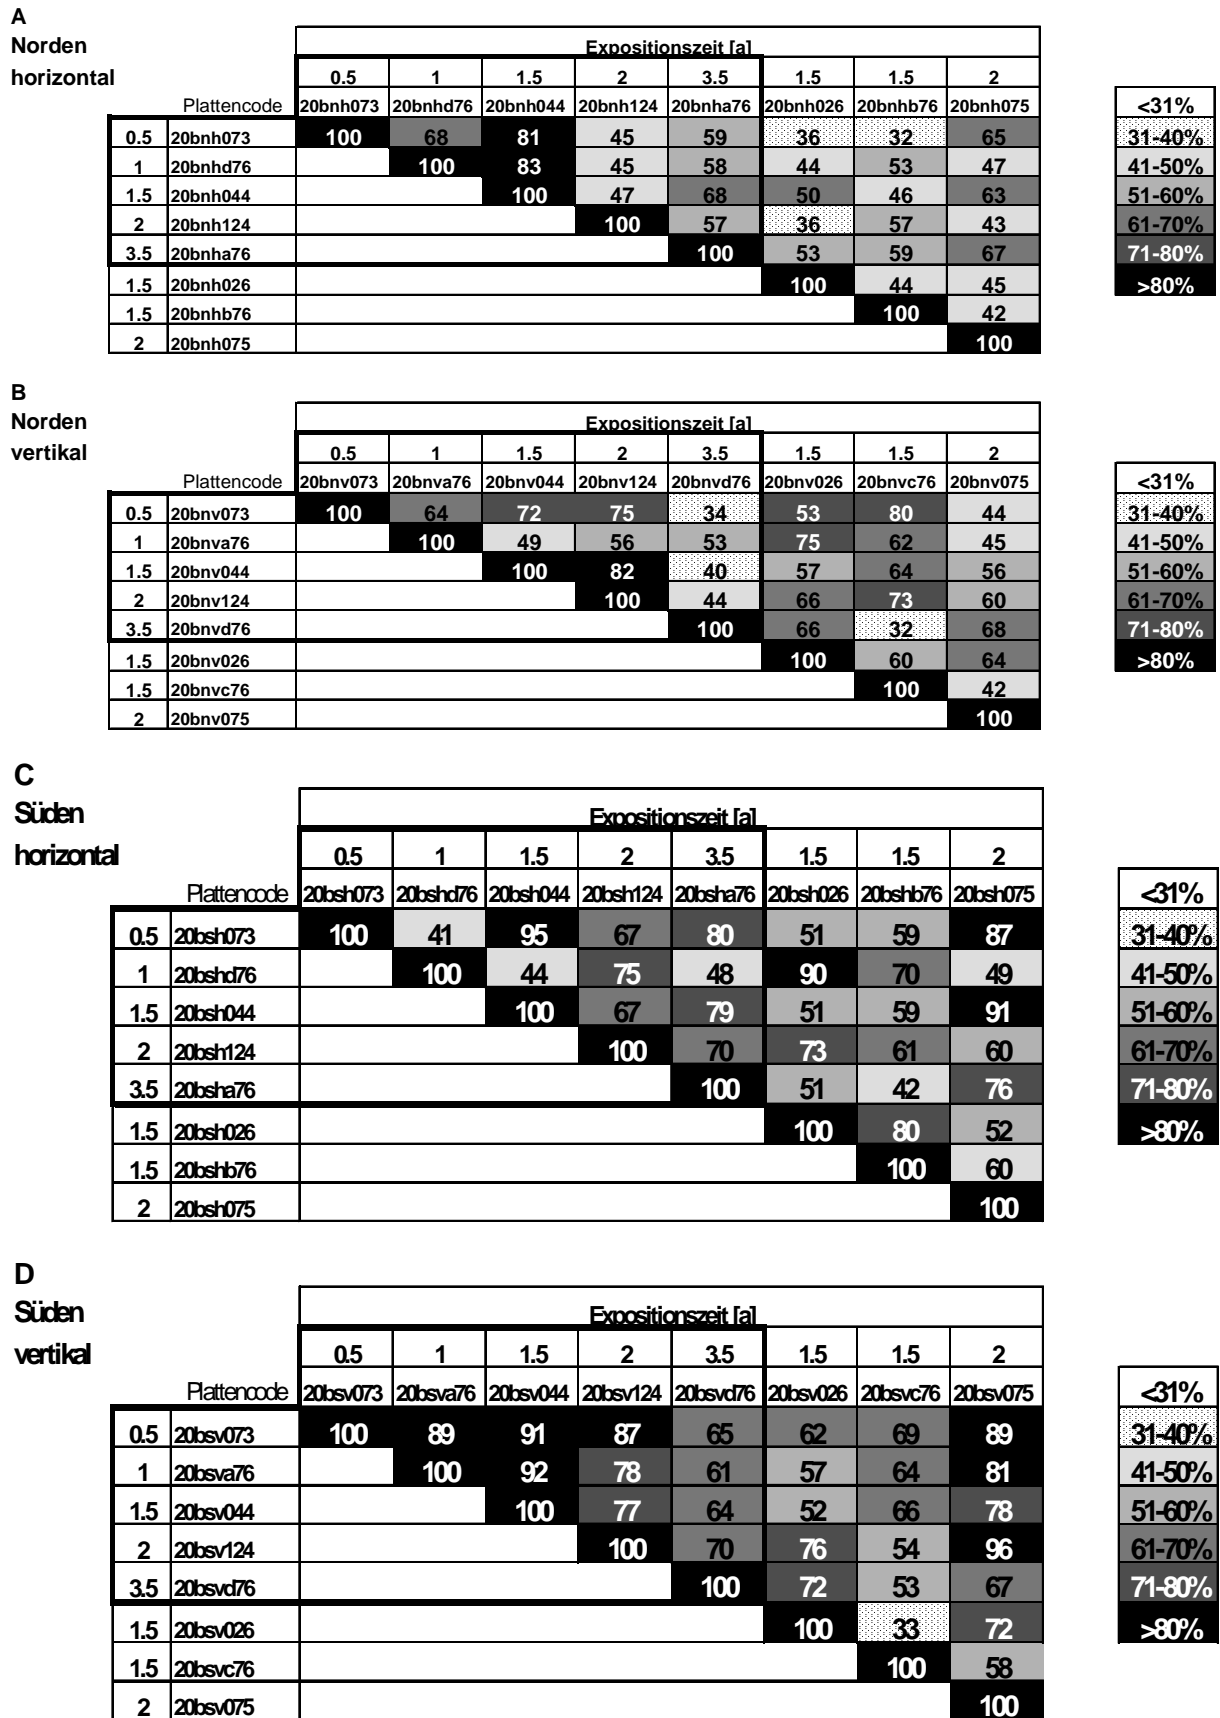 A
Norden
Expositionszeit [a]
horizontal 0.5 1 1.5 2 3.5 1.5 1.5 2
Plattencode 20bnh073 20bnhd76 20bnh044 20bnh124 20bnha76 20bnh026 20bnhb76 20bnh075 <31%
0.5 20bnh073 100 68 81 45 59 36 32 65 31-40%
1 20bnhd76 100 83 45 58 44 53 47 41-50%
1.5 20bnh044 100 47 68 50 46 63 51-60%
2 20bnh124 100 57 36 57 43 61-70%
3.5 20bnha76 100 53 59 67 71-80%
1.5 20bnh026 100 44 45 >80%
1.5 20bnhb76 100 42
2 20bnh075 100
B
Norden
Expositionszeit [a]
vertikal 0.5 1 1.5 2 3.5 1.5 1.5 2
Plattencode 20bnv073 20bnva76 20bnv044 20bnv124 20bnvd76 20bnv026 20bnvc76 20bnv075 <31%
0.5 20bnv073 100 64 72 75 34 53 80 44 31-40%
1 20bnva76 100 49 56 53 75 62 45 41-50%
1.5 20bnv044 100 82 40 57 64 56 51-60%
2 20bnv124 100 44 66 73 60 61-70%
3.5 20bnvd76 100 66 32 68 71-80%
1.5 20bnv026 100 60 64 >80%
1.5 20bnvc76 100 42
2 20bnv075 100
C
Süden
Expositionszeit [a]
horizontal 0.5 1 1.5 2 3.5 1.5 1.5 2
Plattencode 20bsh073 20bshd76 20bsh044 20bsh124 20bsha76 20bsh026 20bshb76 20bsh075 <31%
0.5 20bsh073 100 41 95 67 80 51 59 87 31-40%
1 20bshd76 100 44 75 48 90 70 49 41-50%
1.5 20bsh044 100 67 79 51 59 91 51-60%
2 20bsh124 100 70 73 61 60 61-70%
3.5 20bsha76 100 51 42 76 71-80%
1.5 20bsh026 100 80 52 >80%
1.5 20bshb76 100 60
2 20bsh075 100
D
Süden
Expositionszeit [a]
vertikal 0.5 1 1.5 2 3.5 1.5 1.5 2
Plattencode 20bsv073 20bsva76 20bsv044 20bsv124 20bsvd76 20bsv026 20bsvc76 20bsv075 <31%
0.5 20bsv073 100 89 91 87 65 62 69 89 31-40%
1 20bsva76 100 92 78 61 57 64 81 41-50%
1.5 20bsv044 100 77 64 52 66 78 51-60%
2 20bsv124 100 70 76 54 96 61-70%
3.5 20bsvd76 100 72 53 67 71-80%
1.5 20bsv026 100 33 72 >80%
1.5 20bsvc76 100 58
2 20bsv075 100